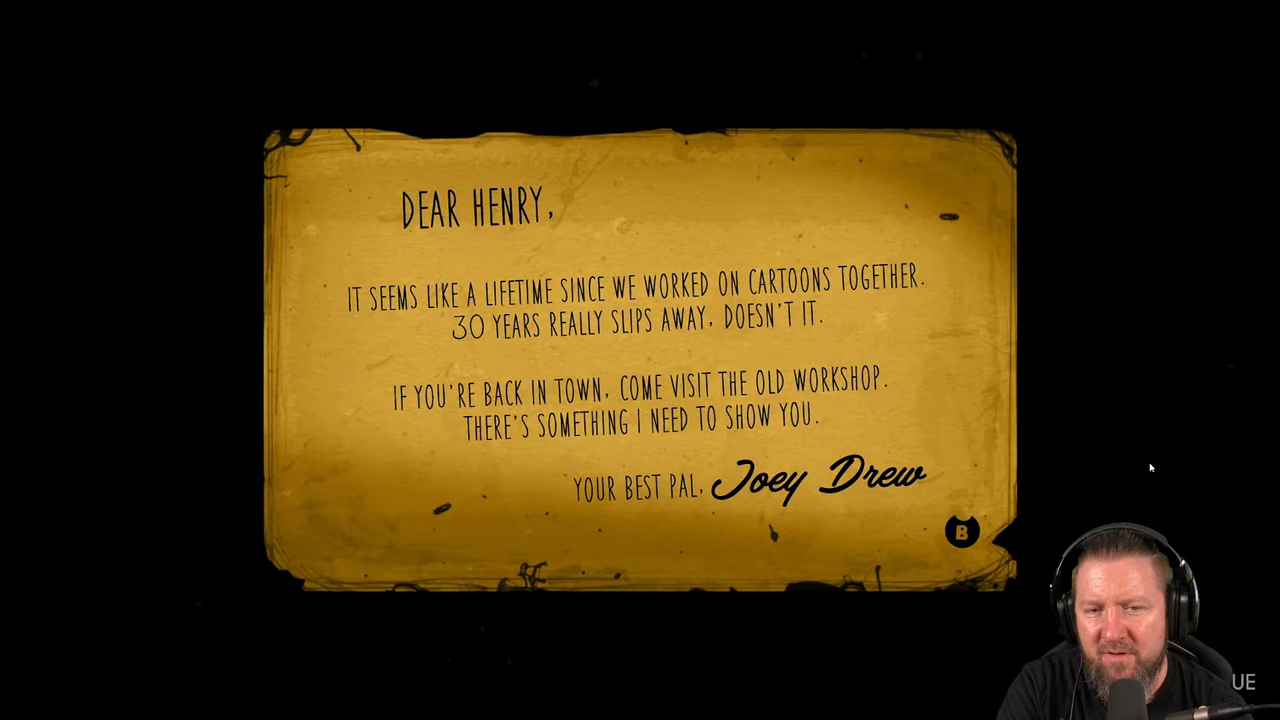 DEAR HENRY,
IT SEEMS LIKE A LIFETIME SINCE WE WORKED ON CARTOONS TOGETHER.
30 YEARS REALLY SLIPS AWAY, DOESN'T IT.
IF YOU'RE BACK IN TOWN, COME VISIT THE OLD WORKSHOP.
THERE'S SOMETHING I NEED TO SHOW YOU.
YOUR BEST PAL, Joey Drew
B
UE